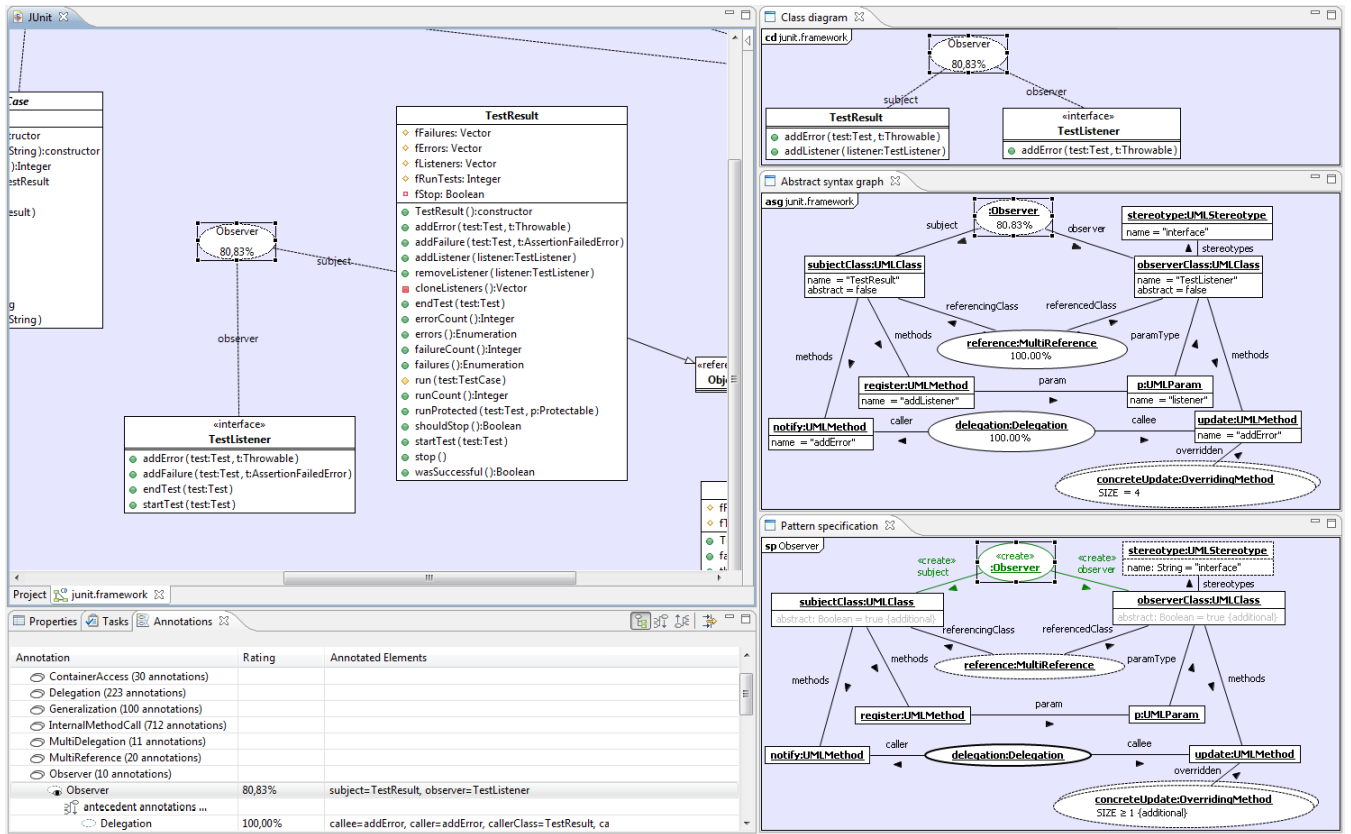 JUnit
Case
tructor
String):constructor
):Integer
estResult
esult)
g
String)
Observer
80,83%
subject
observer
TestResult
fFailures: Vector
fErrors: Vector
fListeners: Vector
fRunTests: Integer
fStop: Boolean
TestResult ():constructor
addError (test:Test, t:Throwable)
addFailure (test:Test, t:AssertionFailedError)
addListener (listener:TestListener)
removeListener (listener:TestListener)
cloneListeners ():Vector
endTest (test:Test)
errorCount ():Integer
errors ():Enumeration
failureCount ():Integer
failures ():Enumeration
run (test:TestCase)
runCount ():Integer
runProtected (test:Test, p:Protectable)
shouldStop ():Boolean
startTest (test:Test)
stop ()
wasSuccessful ():Boolean
«interface»
TestListener
addError (test:Test, t:Throwable)
addFailure (test:Test, t:AssertionFailedError)
endTest (test:Test)
startTest (test:Test)
«refere
Obj
fF
fT
T
fa
Project junit.framework
Properties Tasks Annotations
Annotation Rating Annotated Elements
ContainerAccess (30 annotations)
Delegation (223 annotations)
Generalization (100 annotations)
InternalMethodCall (712 annotations)
MultiDelegation (11 annotations)
MultiReference (20 annotations)
Observer (10 annotations)
Observer 80,83% subject=TestResult, observer=TestListener
antecedent annotations ...
Delegation 100,00% callee=addError, caller=addError, callerClass=TestResult, ca
Class diagram
cd junit.framework
Observer
80,83%
subject
observer
TestResult
addError (test:Test, t:Throwable)
addListener (listener:TestListener)
«interface»
TestListener
addError (test:Test, t:Throwable)
Abstract syntax graph
asg junit.framework
:Observer
80.83%
subject
observer
stereotype:UMLStereotype
name = "interface"
stereotypes
subjectClass:UMLClass
name = "TestResult"
abstract = false
observerClass:UMLClass
name = "TestListener"
abstract = false
referencingClass
referencedClass
methods
reference:MultiReference
100.00%
paramType
methods
methods
register:UMLMethod
name = "addListener"
param
p:UMLParam
name = "listener"
notify:UMLMethod
name = "addError"
caller
delegation:Delegation
100.00%
callee
update:UMLMethod
name = "addError"
overridden
concreteUpdate:OverridingMethod
SIZE = 4
Pattern specification
sp Observer
«create»
:Observer
«create»
subject
«create»
observer
stereotype:UMLStereotype
name: String = "interface"
stereotypes
subjectClass:UMLClass
abstract: Boolean = true {additional}
observerClass:UMLClass
abstract: Boolean = true {additional}
referencingClass
referencedClass
methods
reference:MultiReference
paramType
methods
methods
register:UMLMethod
param
p:UMLParam
notify:UMLMethod
caller
delegation:Delegation
callee
update:UMLMethod
overridden
concreteUpdate:OverridingMethod
SIZE ≥ 1 {additional}